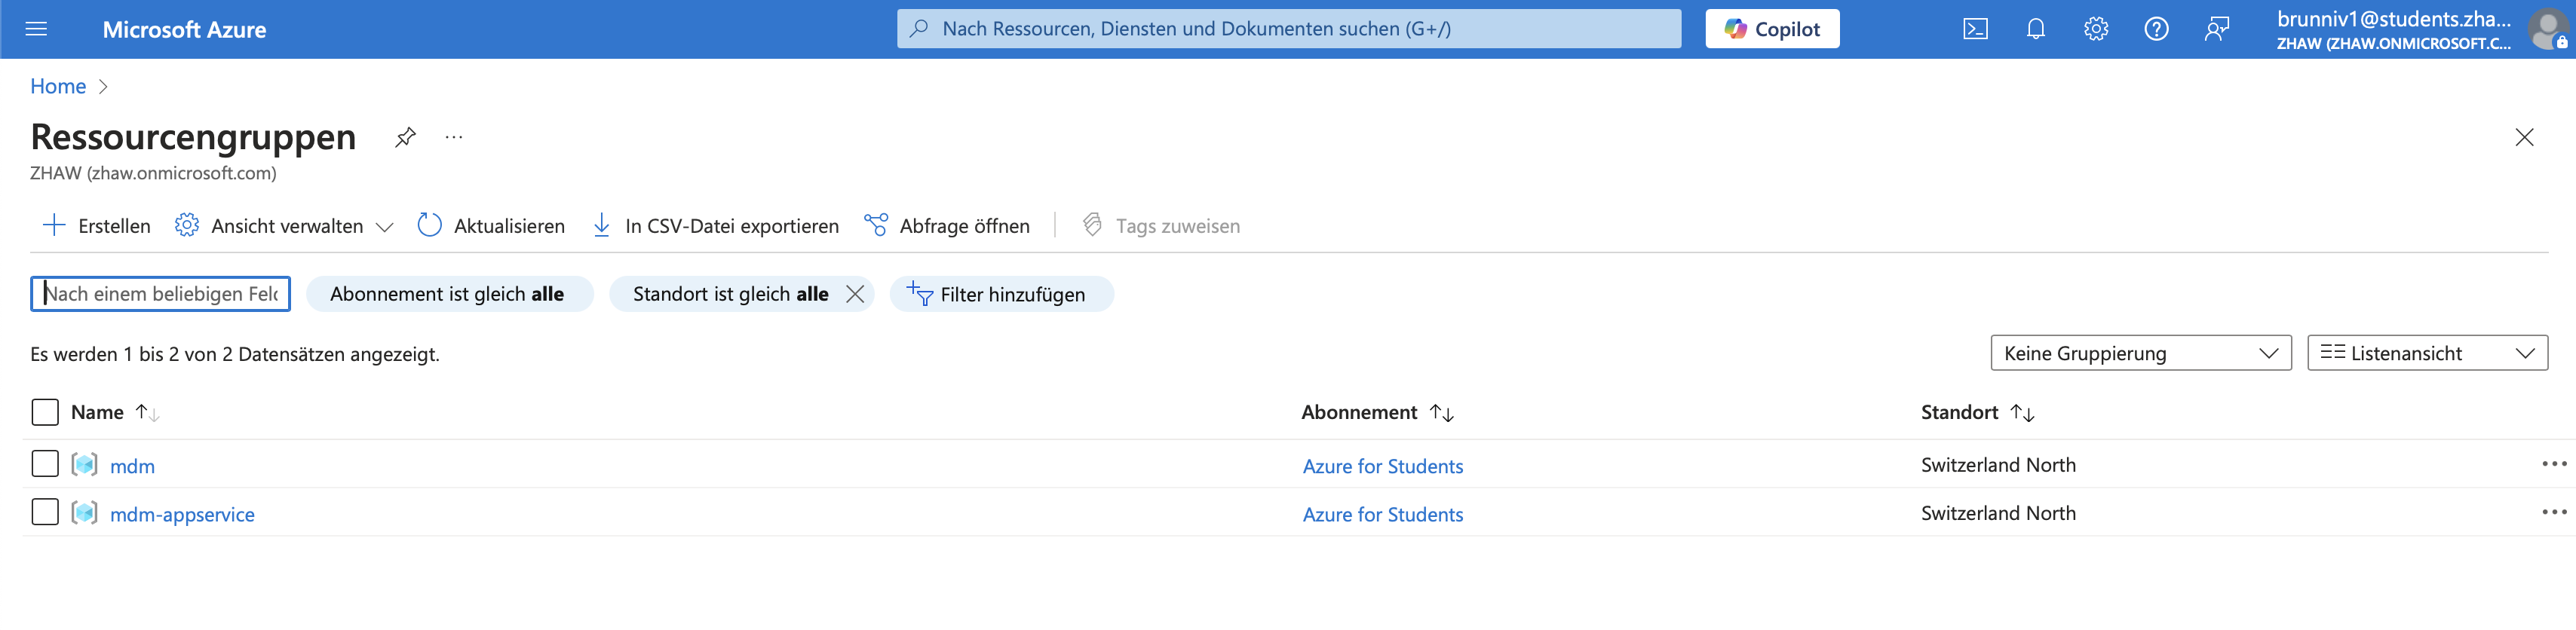 Microsoft Azure
Nach Ressourcen, Diensten und Dokumenten suchen (G+/)
Copilot
brunniv1@students.zha...
ZHAW (ZHAW.ONMICROSOFT.C...
Home
Ressourcengruppen
ZHAW (zhaw.onmicrosoft.com)
Erstellen
Ansicht verwalten
Aktualisieren
In CSV-Datei exportieren
Abfrage öffnen
Tags zuweisen
Nach einem beliebigen Feld
Abonnement ist gleich alle
Standort ist gleich alle
Filter hinzufügen
Es werden 1 bis 2 von 2 Datensätzen angezeigt.
Keine Gruppierung
Listenansicht
Name Abonnement Standort
mdm Azure for Students Switzerland North
mdm-appservice Azure for Students Switzerland North